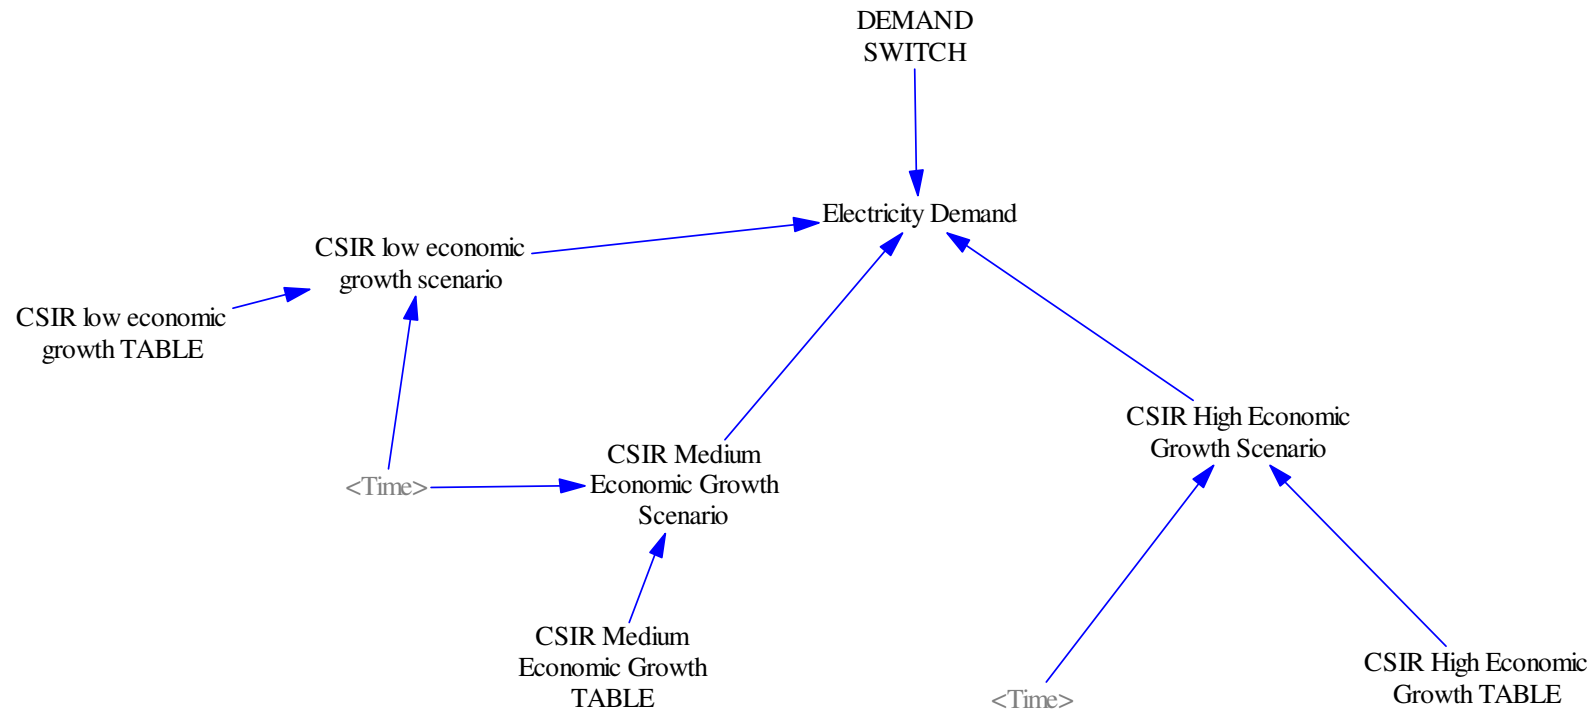 DEMAND
SWITCH
Electricity Demand
CSIR low economic
growth scenario
CSIR low economic
growth TABLE
<Time>
CSIR Medium
Economic Growth
Scenario
CSIR High Economic
Growth Scenario
CSIR Medium
Economic Growth
TABLE
<Time>
CSIR High Economic
Growth TABLE